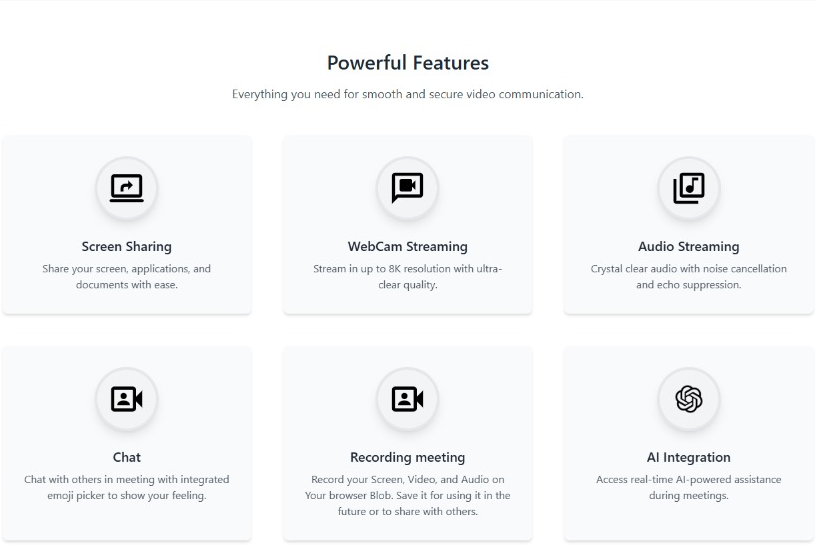 Powerful Features
Everything you need for smooth and secure video communication.
Screen Sharing
Share your screen, applications, and
documents with ease.
WebCam Streaming
Stream in up to 8K resolution with ultra-
clear quality.
Audio Streaming
Crystal clear audio with noise cancellation
and echo suppression.
Chat
Chat with others in meeting with integrated
emoji picker to show your feeling.
Recording meeting
Record your Screen, Video, and Audio on
Your browser Blob. Save it for using it in the
future or to share with others.
AI Integration
Access real-time AI-powered assistance
during meetings.